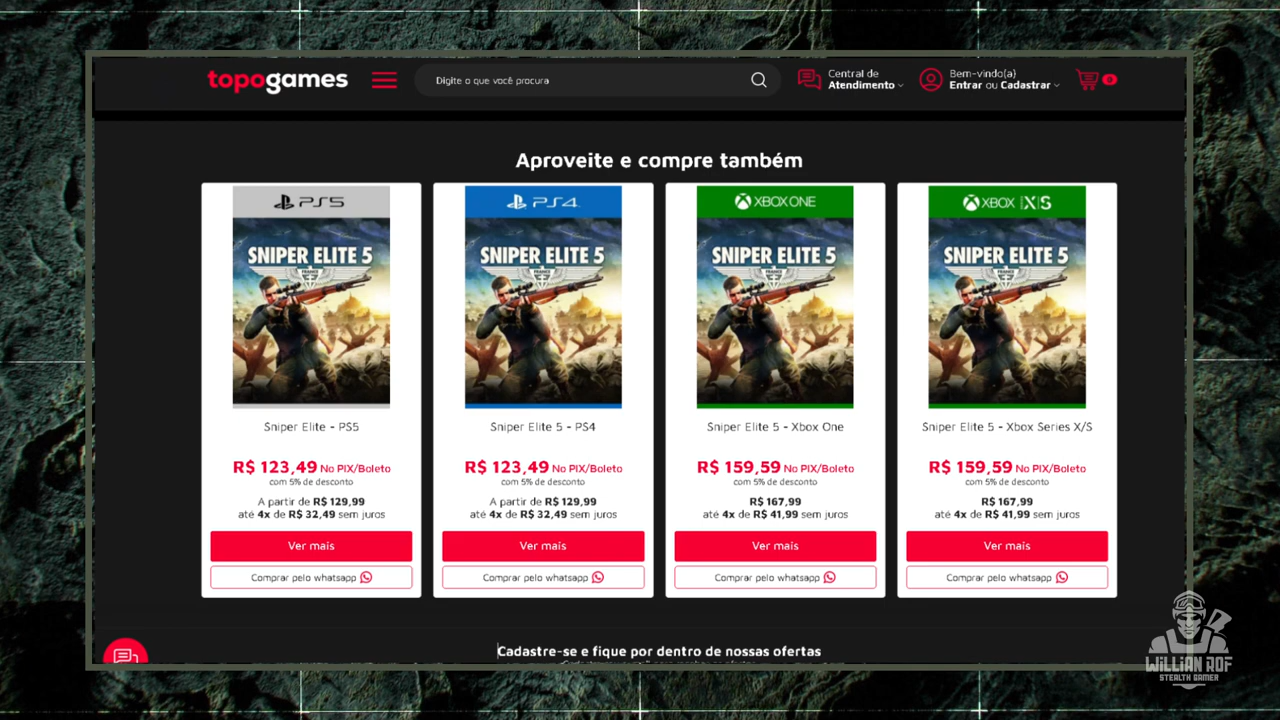 topogames
Digite o que você procura
Central de
Atendimento
Bem-vindo(a)
Entrar ou Cadastrar
0
Aproveite e compre também
PS5
SNIPER ELITE 5
FRANCE
Sniper Elite - PS5
R$ 123,49 No PIX/Boleto
com 5% de desconto
A partir de R$ 129,99
até 4x de R$ 32,49 sem juros
Ver mais
Comprar pelo whatsapp
PS4
SNIPER ELITE 5
FRANCE
Sniper Elite 5 - PS4
R$ 123,49 No PIX/Boleto
com 5% de desconto
A partir de R$ 129,99
até 4x de R$ 32,49 sem juros
Ver mais
Comprar pelo whatsapp
XBOX ONE
SNIPER ELITE 5
FRANCE
Sniper Elite 5 - Xbox One
R$ 159,59 No PIX/Boleto
com 5% de desconto
R$ 167,99
até 4x de R$ 41,99 sem juros
Ver mais
Comprar pelo whatsapp
XBOX X|S
SNIPER ELITE 5
FRANCE
Sniper Elite 5 - Xbox Series X/S
R$ 159,59 No PIX/Boleto
com 5% de desconto
R$ 167,99
até 4x de R$ 41,99 sem juros
Ver mais
Comprar pelo whatsapp
Cadastre-se e fique por dentro de nossas ofertas
WILLIAN ROF
STEALTH GAMER